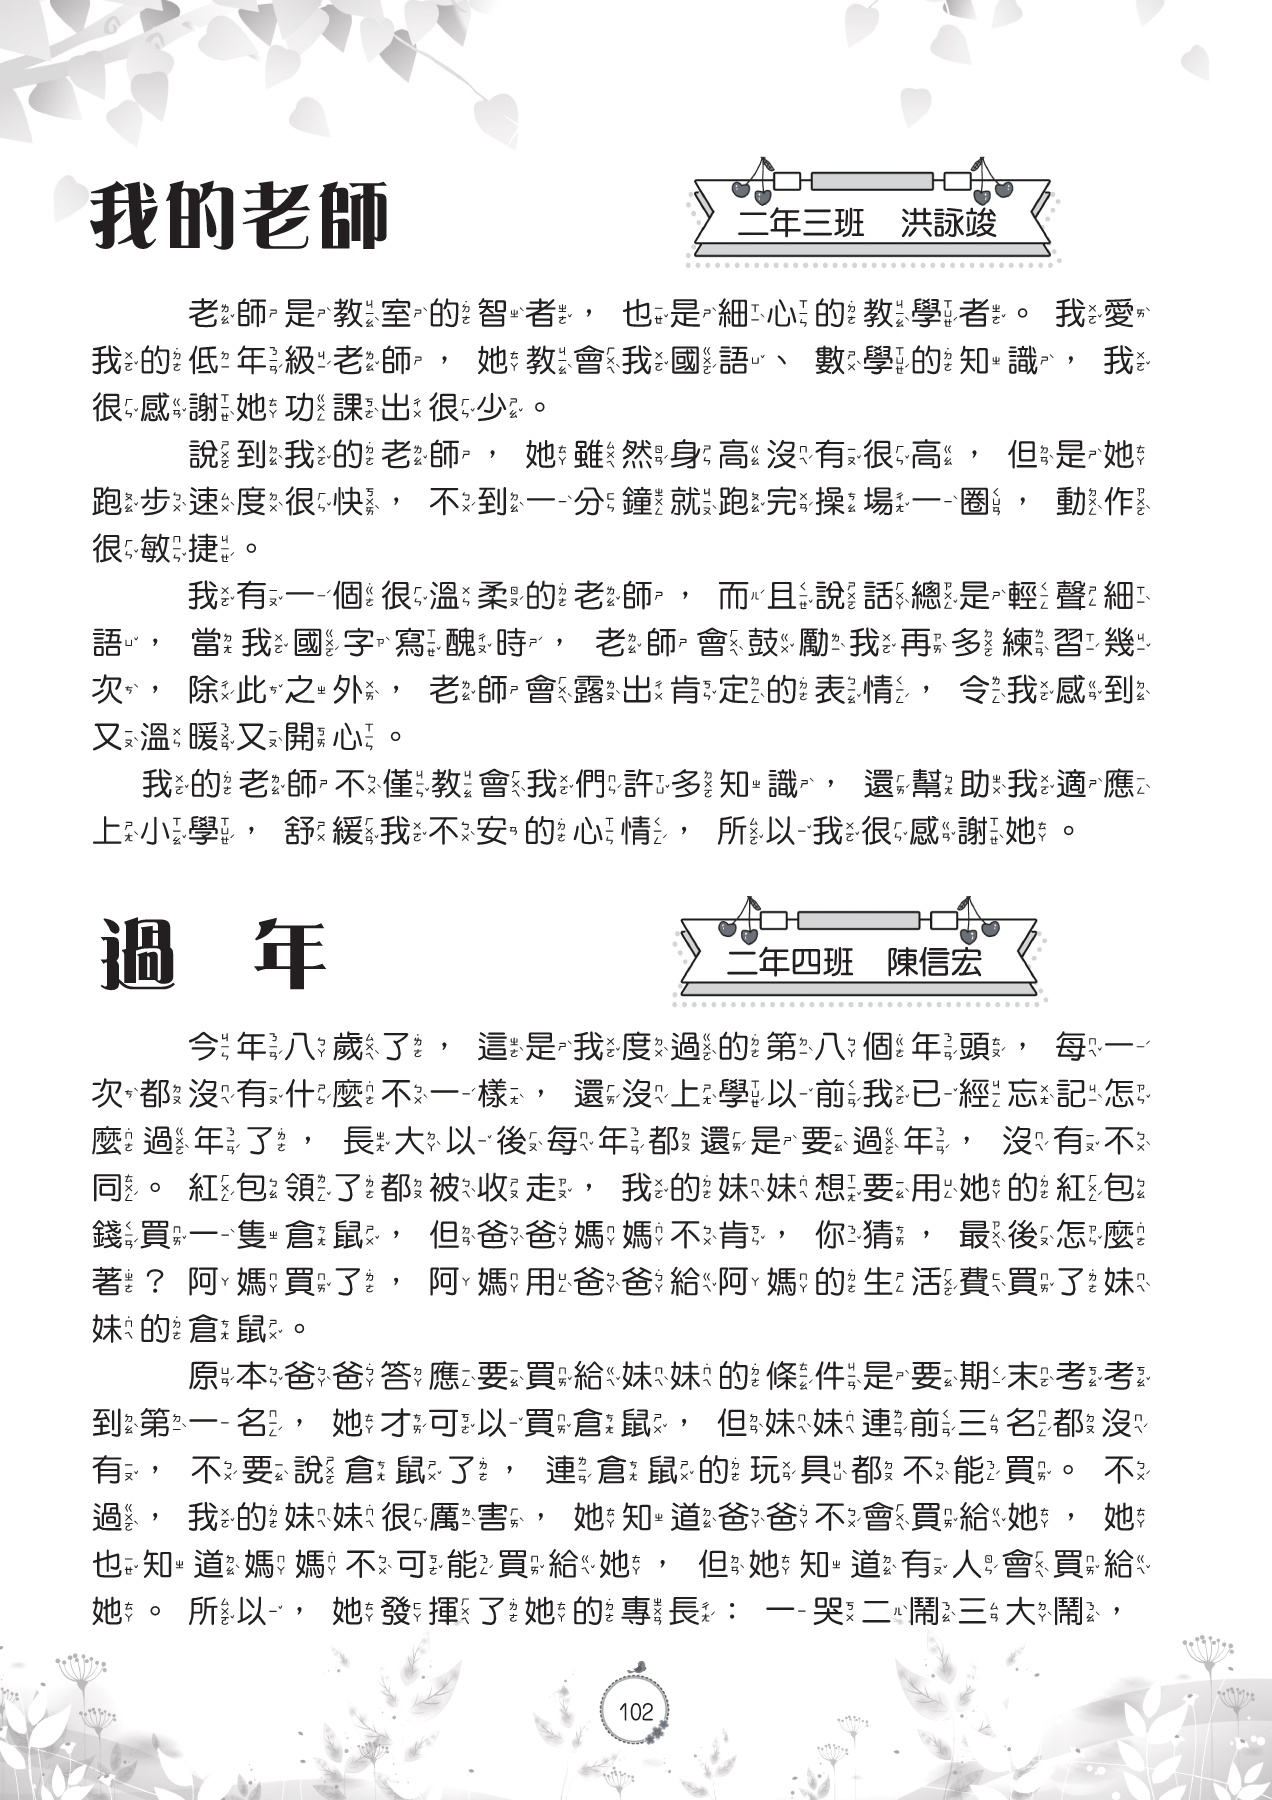 我的老師
二年三班　洪詠竣
老師是教室的智者，也是細心的教學者。我愛
我的低年級老師，她教會我國語、數學的知識，我
很感謝她功課出很少。
說到我的老師，她雖然身高沒有很高，但是她
跑步速度很快，不到一分鐘就跑完操場一圈，動作
很敏捷。
我有一個很溫柔的老師，而且說話總是輕聲細
語，當我國字寫醜時，老師會鼓勵我再多練習幾
次，除此之外，老師會露出肯定的表情，令我感到
又溫暖又開心。
我的老師不僅教會我們許多知識，還幫助我適應
上小學，舒緩我不安的心情，所以我很感謝她。
過　年
二年四班　陳信宏
今年八歲了，這是我度過的第八個年頭，每一
次都沒有什麼不一樣，還沒上學以前我已經忘記怎
麼過年了，長大以後每年都還是要過年，沒有不
同。紅包領了都被收走，我的妹妹想要用她的紅包
錢買一隻倉鼠，但爸爸媽媽不肯，你猜，最後怎麼
著？阿媽買了，阿媽用爸爸給阿媽的生活費買了妹
妹的倉鼠。
原本爸爸答應要買給妹妹的條件是要期末考考
到第一名，她才可以買倉鼠，但妹妹連前三名都沒
有，不要說倉鼠了，連倉鼠的玩具都不能買。不
過，我的妹妹很厲害，她知道爸爸不會買給她，她
也知道媽媽不可能買給她，但她知道有人會買給
她。所以，她發揮了她的專長：一哭二鬧三大鬧，
102